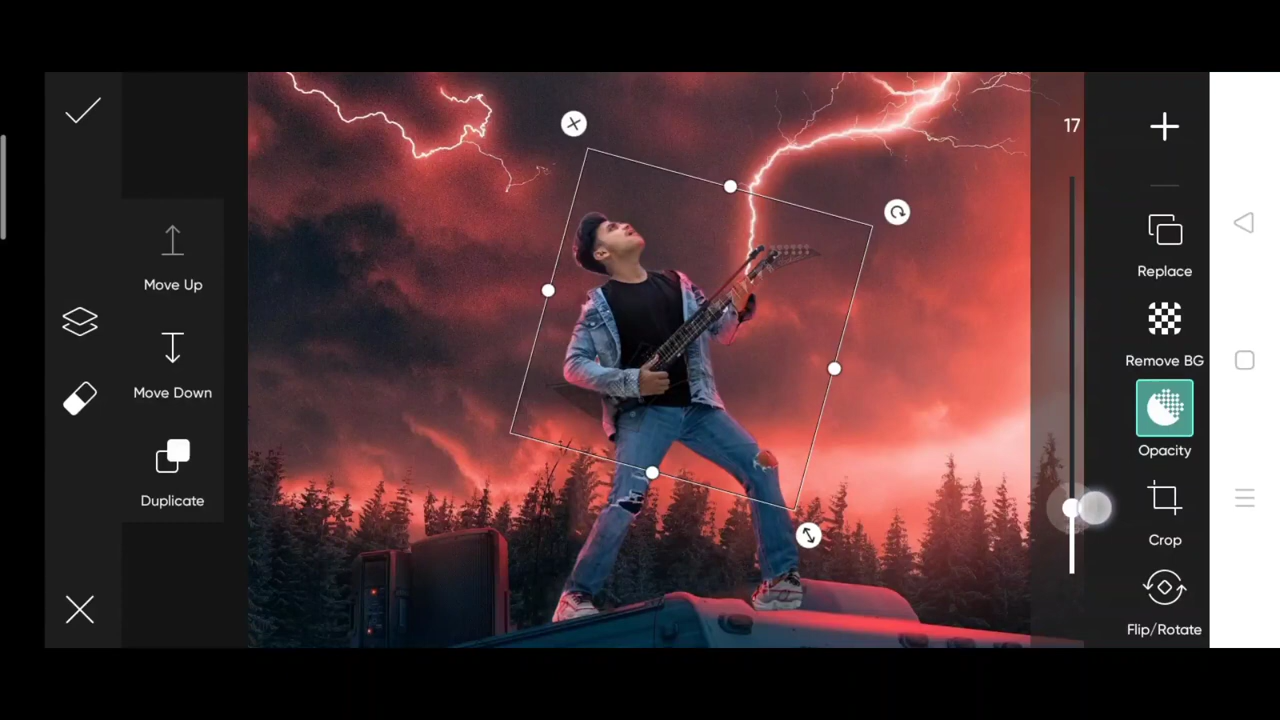 Move Up
Move Down
Duplicate
17
Replace
Remove BG
Opacity
Crop
Flip/Rotate